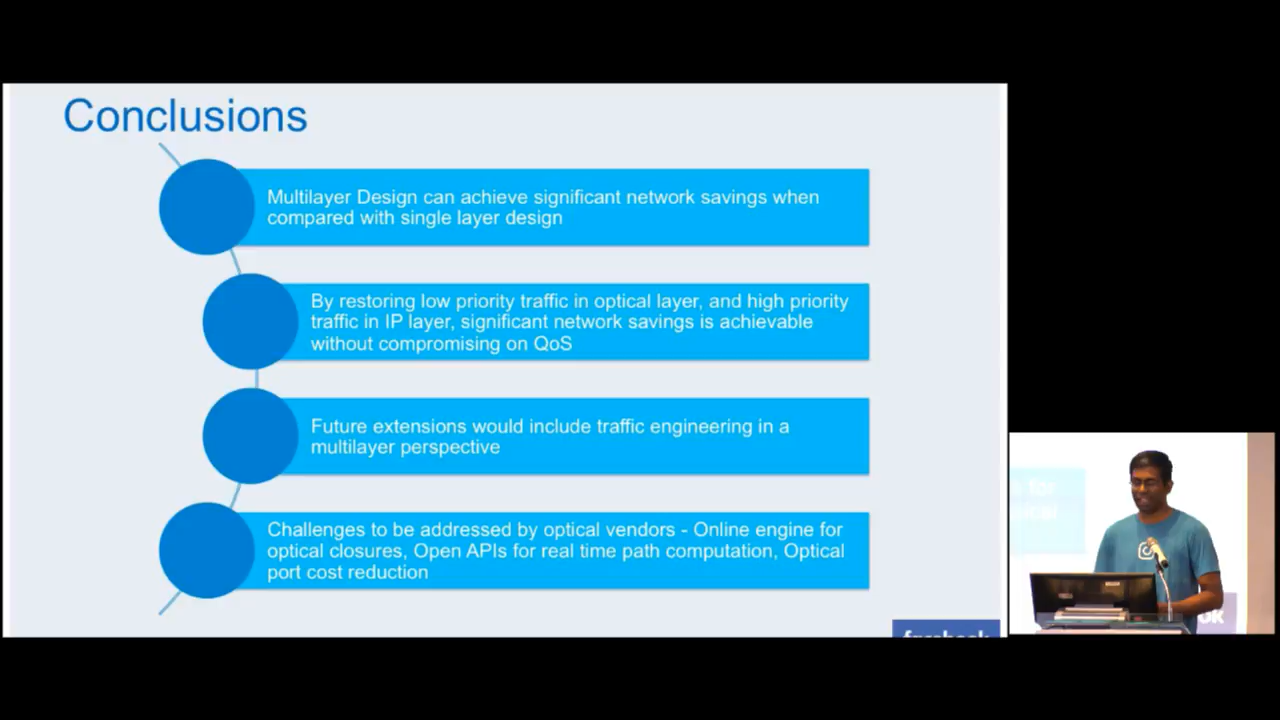 Conclusions
Multilayer Design can achieve significant network savings when
compared with single layer design
By restoring low priority traffic in optical layer, and high priority
traffic in IP layer, significant network savings is achievable
without compromising on QoS
Future extensions would include traffic engineering in a
multilayer perspective
Challenges to be addressed by optical vendors - Online engine for
optical closures, Open APIs for real time path computation, Optical
port cost reduction
facebook
for
ok